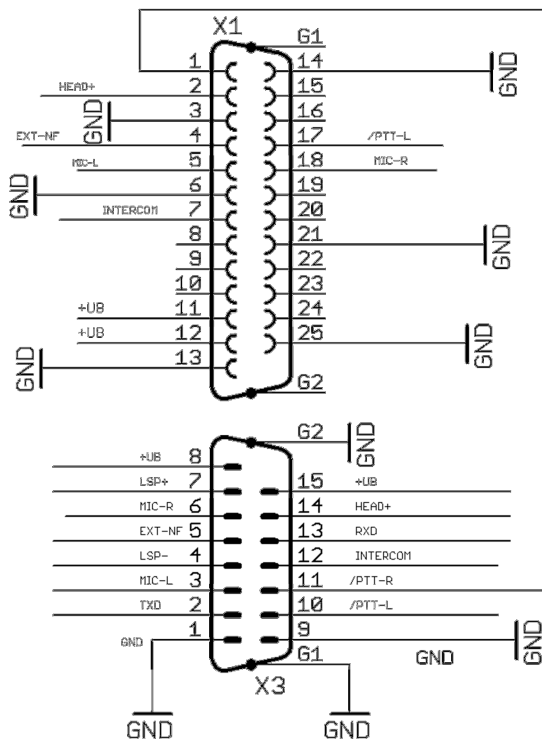 X1 G1
1 14 GND
HEAD+ 2 15
GND 3 16
EXT-NF 4 17 /PTT-L
MIC-L 5 18 MIC-R
GND 6 19
INTERCOM 7 20
8 21 GND
9 22
10 23
+UB 11 24
+UB 12 25 GND
GND 13
G2
G2 GND
+UB 8
LSP+ 7 15 +UB
MIC-R 6 14 HEAD+
EXT-NF 5 13 RXD
LSP- 4 12 INTERCOM
MIC-L 3 11 /PTT-R
TXD 2 10 /PTT-L
GND 1 9 GND GND
G1
X3
GND GND